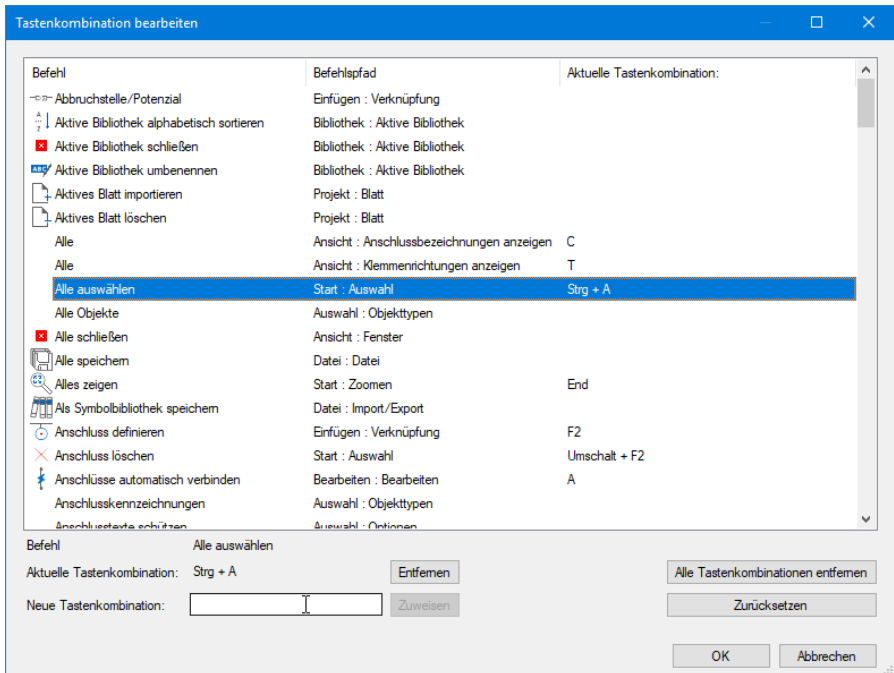 Tastenkombination bearbeiten
Befehl Befehlspfad Aktuelle Tastenkombination:
Abbruchstelle/Potenzial Einfügen : Verknüpfung
Aktive Bibliothek alphabetisch sortieren Bibliothek : Aktive Bibliothek
Aktive Bibliothek schließen Bibliothek : Aktive Bibliothek
ABC Aktive Bibliothek umbenennen Bibliothek : Aktive Bibliothek
Aktives Blatt importieren Projekt : Blatt
Aktives Blatt löschen Projekt : Blatt
Alle Ansicht : Anschlussbezeichnungen anzeigen C
Alle Ansicht : Klemmenrichtungen anzeigen T
Alle auswählen Start : Auswahl Strg + A
Alle Objekte Auswahl : Objekttypen
Alle schließen Ansicht : Fenster
Alle speichern Datei : Datei
Alles zeigen Start : Zoomen End
Als Symbolbibliothek speichern Datei : Import/Export
Anschluss definieren Einfügen : Verknüpfung F2
Anschluss löschen Start : Auswahl Umschalt + F2
Anschlüsse automatisch verbinden Bearbeiten : Bearbeiten A
Anschlusskennzeichnungen Auswahl : Objekttypen
Anschlusstexte schützen Auswahl : Optionen
Befehl Alle auswählen
Aktuelle Tastenkombination: Strg + A Entfernen Alle Tastenkombinationen entfernen
Neue Tastenkombination: Zuweisen Zurücksetzen
OK Abbrechen